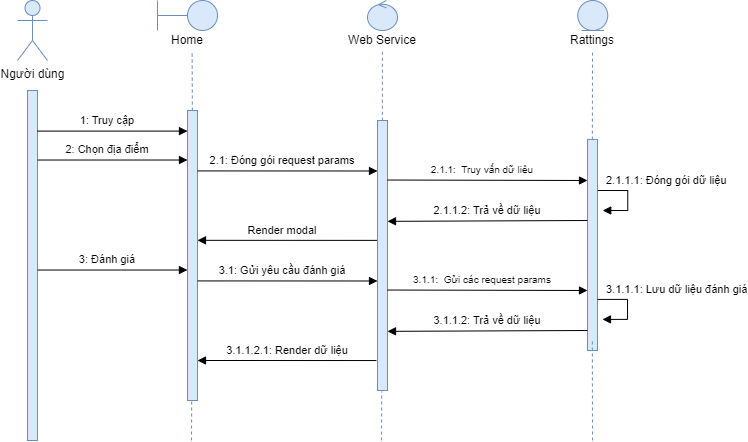 Home
Web Service
Rattings
Người dùng
1: Truy cập
2: Chọn địa điểm
2.1: Đóng gói request params
2.1.1: Truy vấn dữ liêu
2.1.1.1: Đóng gói dữ liệu
2.1.1.2: Trả về dữ liệu
Render modal
3: Đánh giá
3.1: Gửi yêu cầu đánh giá
3.1.1: Gửi các request params
3.1.1.1: Lưu dữ liệu đánh giá
3.1.1.2: Trả về dữ liệu
3.1.1.2.1: Render dữ liệu